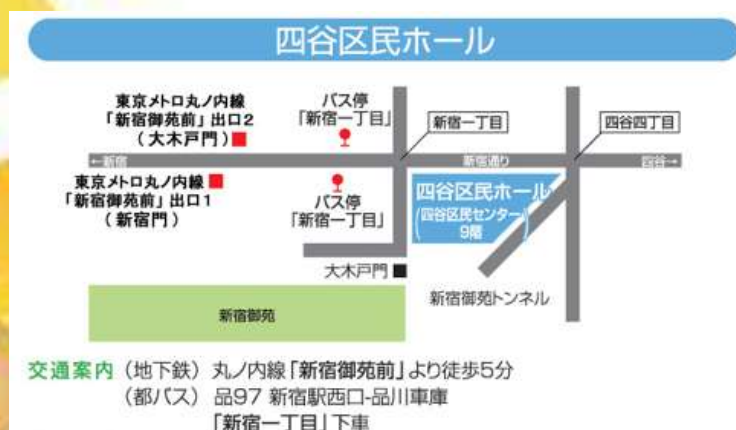 四谷区民ホール
東京メトロ丸ノ内線
「新宿御苑前」出口2
(大木戸門)
バス停
「新宿一丁目」
新宿一丁目
四谷四丁目
←新宿
新宿通り
四谷→
東京メトロ丸ノ内線
「新宿御苑前」出口1
(新宿門)
バス停
「新宿一丁目」
四谷区民ホール
(四谷区民センター
9階)
大木戸門
新宿御苑トンネル
新宿御苑
交通案内 (地下鉄) 丸ノ内線「新宿御苑前」より徒歩5分
(都バス) 品97 新宿駅西口-品川車庫
「新宿一丁目」下車